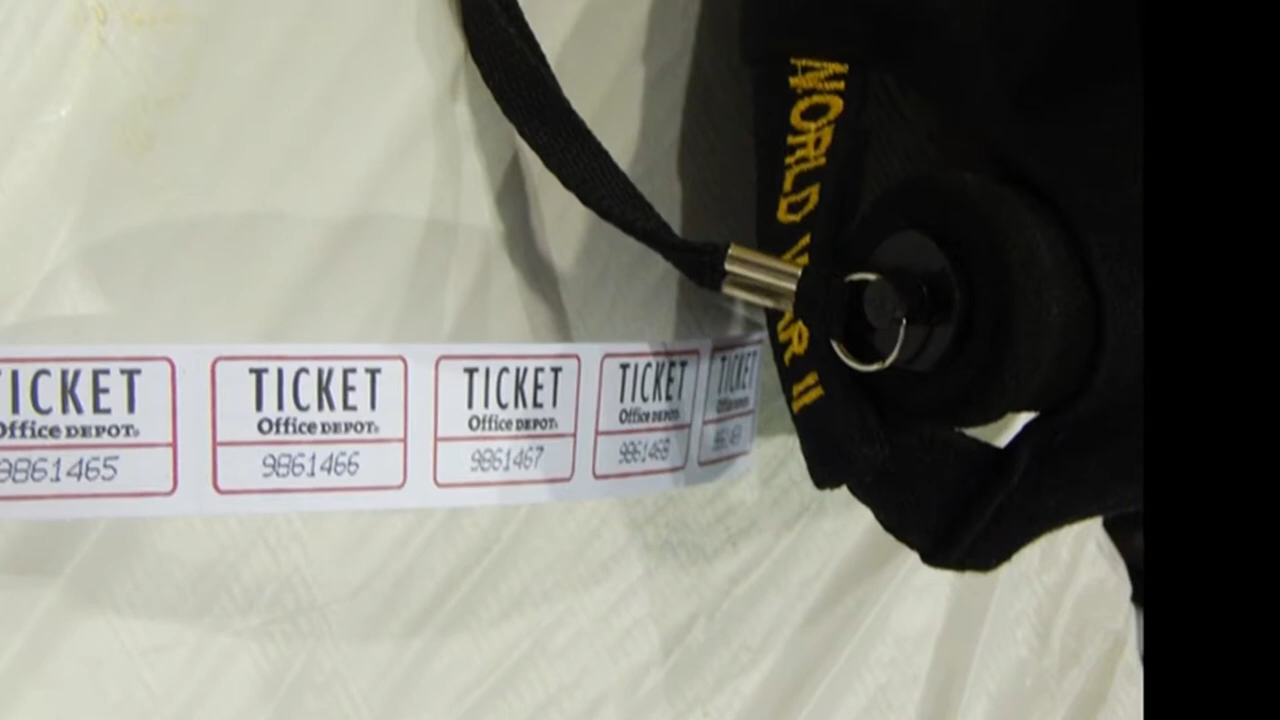 WORLD WAR II
TICKET
Office DEPOT
9861465
TICKET
Office DEPOT
9861466
TICKET
Office DEPOT
9861467
TICKET
Office DEPOT
9861468
TICKET